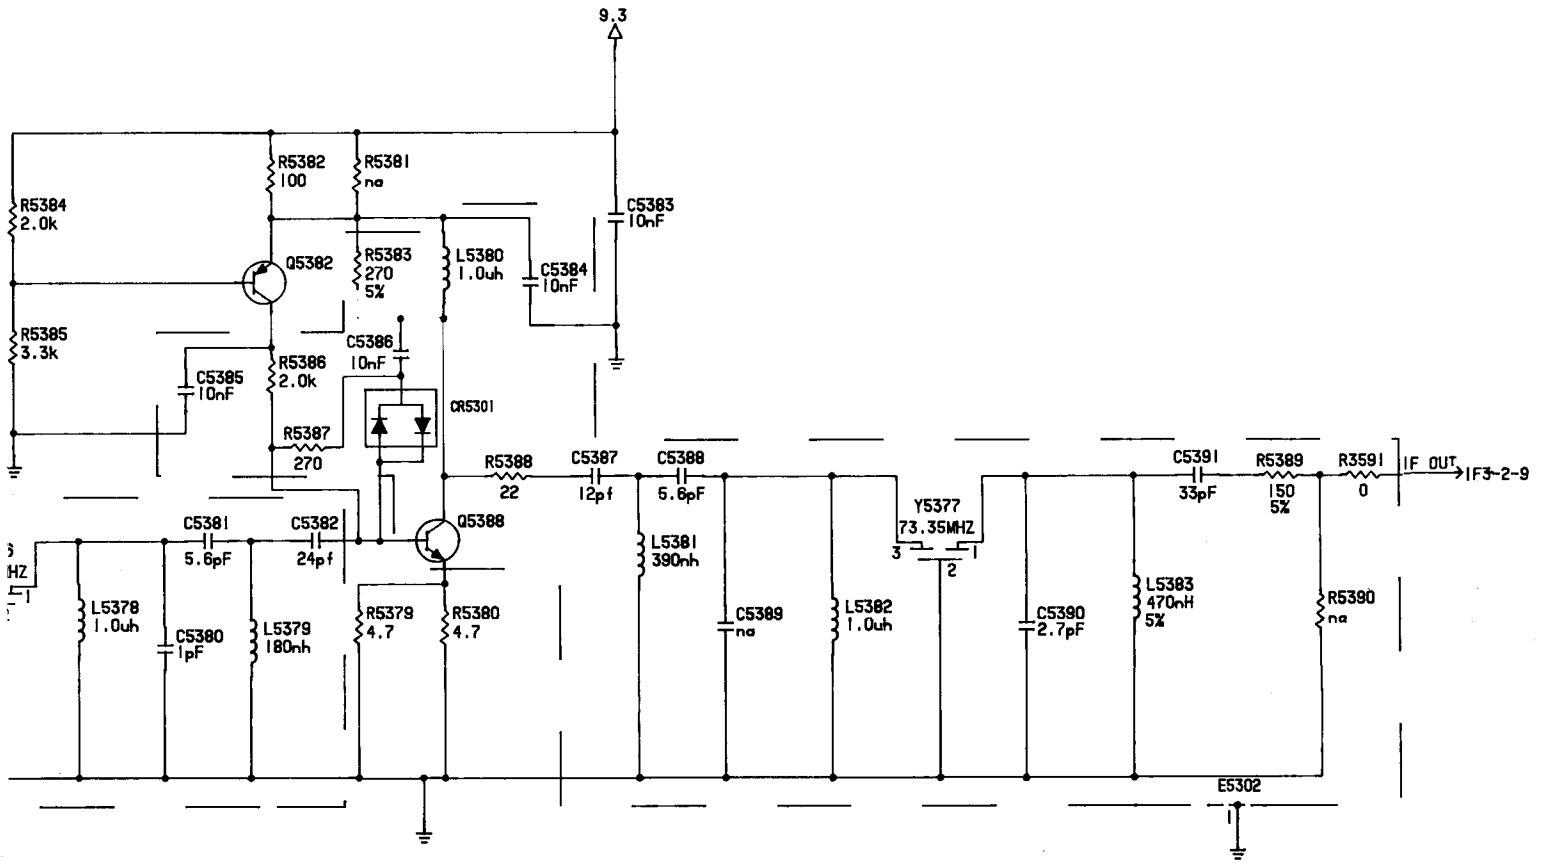 9.3
R5382
100
R5381
na
R5384
2.0k
C5383
10nF
Q5382
R5383
270
5%
L5380
1.0uh
C5384
10nF
R5385
3.3k
C5386
10nF
R5386
2.0k
C5385
10nF
CR5301
R5387
270
R5388
22
C5387
12pf
C5388
5.6pF
C5391
33pF
R5389
150
5%
R3591
0
IF OUT
IF3-2-9
Y5377
73.35MHZ
3
1
2
C5381
5.6pF
C5382
24pf
Q5388
L5381
390nh
HZ
1
L5378
1.0uh
C5380
1pF
L5379
180nh
R5379
4.7
R5380
4.7
C5389
na
L5382
1.0uh
C5390
2.7pF
L5383
470nH
5%
R5390
na
E5302
1